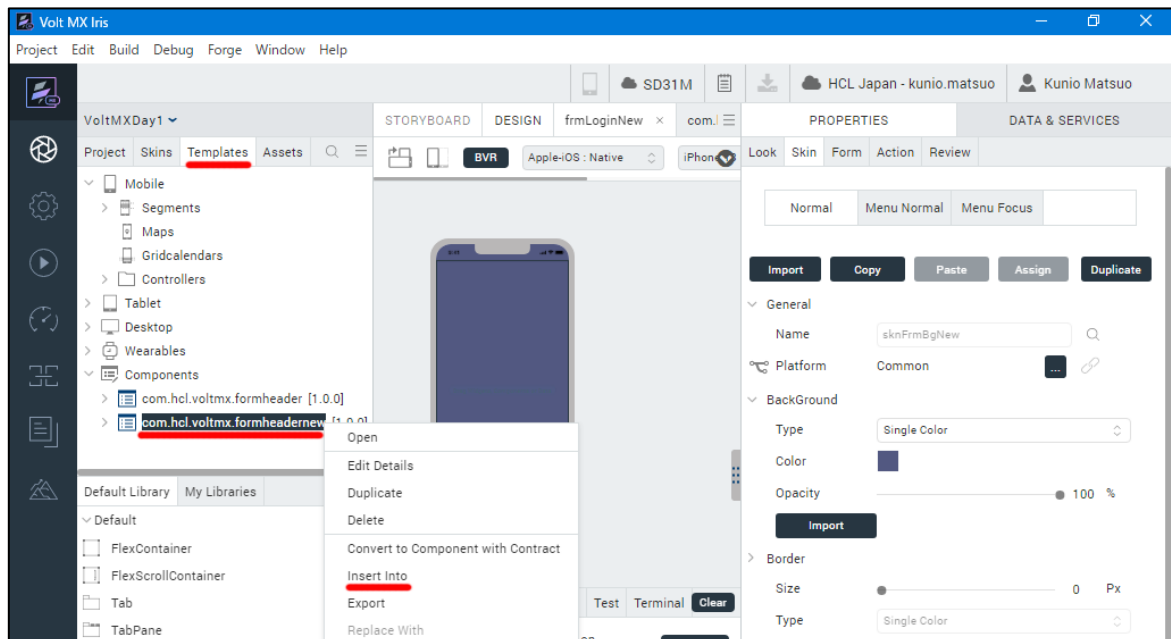 Volt MX Iris
Project Edit Build Debug Forge Window Help
SD31M HCL Japan - kunio.matsuo Kunio Matsuo
VoltMXDay1
STORYBOARD DESIGN frmLoginNew × com.
PROPERTIES DATA & SERVICES
Project Skins Templates Assets
BVR Apple-iOS : Native
Look Skin Form Action Review
Mobile
Segments
Maps
Gridcalendars
Controllers
Tablet
Desktop
Wearables
Components
com.hcl.voltmx.formheader [1.0.0]
com.hcl.voltmx.formheadernew [1.0.0]
Open
Edit Details
Duplicate
Delete
Convert to Component with Contract
Insert Into
Export
Replace With
Default Library My Libraries
Default
FlexContainer
FlexScrollContainer
Tab
TabPane
Test Terminal Clear
Normal Menu Normal Menu Focus
Import Copy Paste Assign Duplicate
General
Name sknFrmBgNew
Platform Common ...
BackGround
Type Single Color
Color
Opacity 100 %
Import
Border
Size 0 Px
Type Single Color